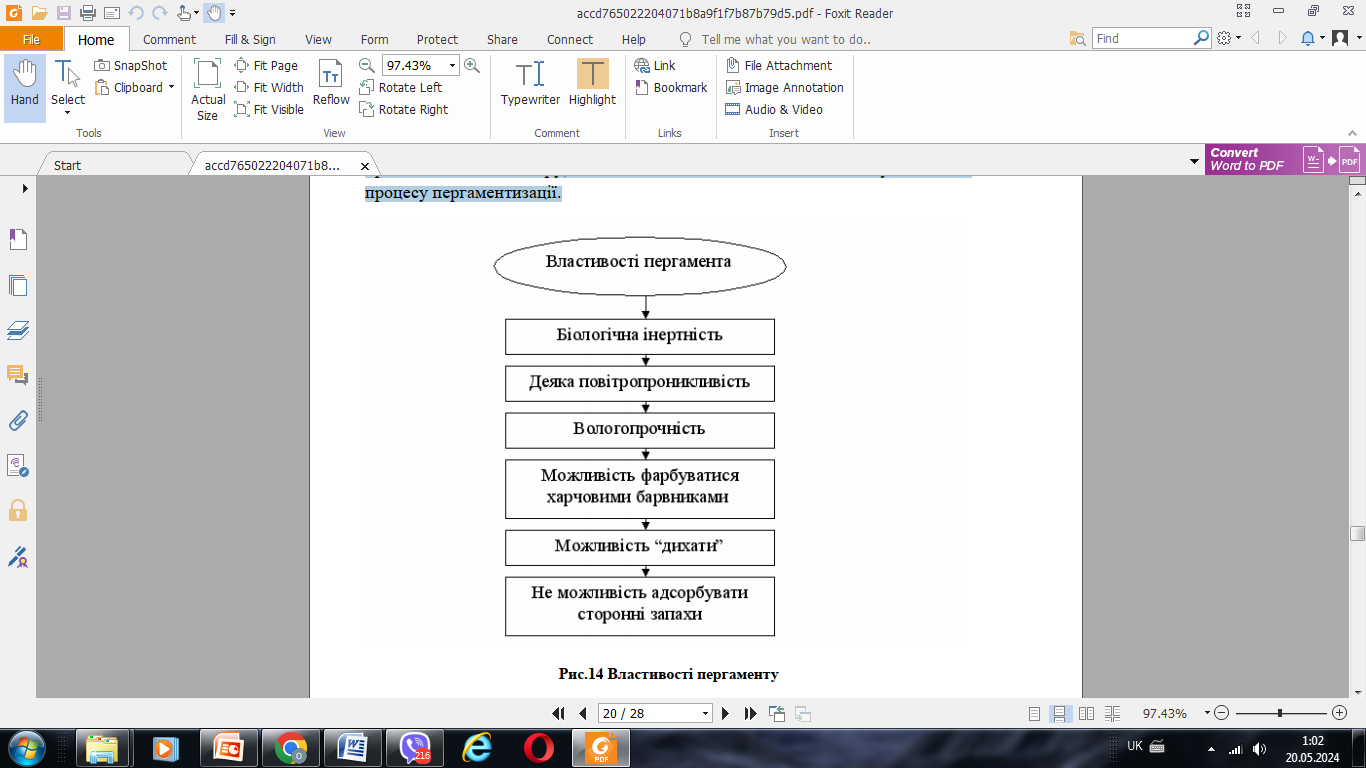 accd765022204071b8a9f1f7b87b79d5.pdf - Foxit Reader
File Home Comment Fill & Sign View Form Protect Share Connect Help Tell me what you want to do.. Find
Hand
Select
SnapShot
Clipboard
Tools
Actual Size
Fit Page
Fit Width
Fit Visible
Reflow
97.43%
Rotate Left
Rotate Right
View
Typewriter
Highlight
Comment
Link
Bookmark
Links
File Attachment
Image Annotation
Audio & Video
Insert
Start
accd765022204071b8...
Convert
Word to PDF
W
PDF
процесу пергаментизації.
Властивості пергамента
Біологічна інертність
Деяка повітропроникливість
Вологопрочність
Можливість фарбуватися
харчовими барвниками
Можливість “дихати”
Не можливість адсорбувати
сторонні запахи
Рис.14 Властивості пергаменту
20 / 28
97.43%
216
PDF
UK
1:02
20.05.2024